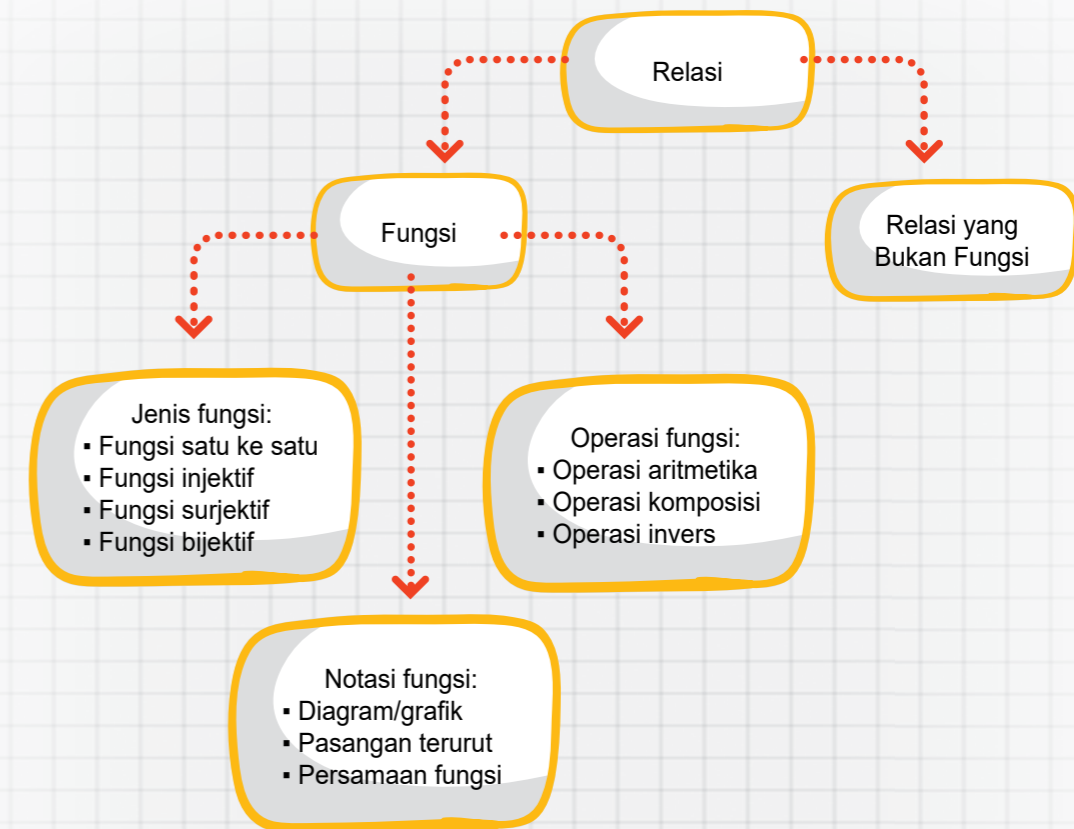 Relasi
Fungsi
Relasi yang
Bukan Fungsi
Jenis fungsi:
▪ Fungsi satu ke satu
▪ Fungsi injektif
▪ Fungsi surjektif
▪ Fungsi bijektif
Operasi fungsi:
▪ Operasi aritmetika
▪ Operasi komposisi
▪ Operasi invers
Notasi fungsi:
▪ Diagram/grafik
▪ Pasangan terurut
▪ Persamaan fungsi